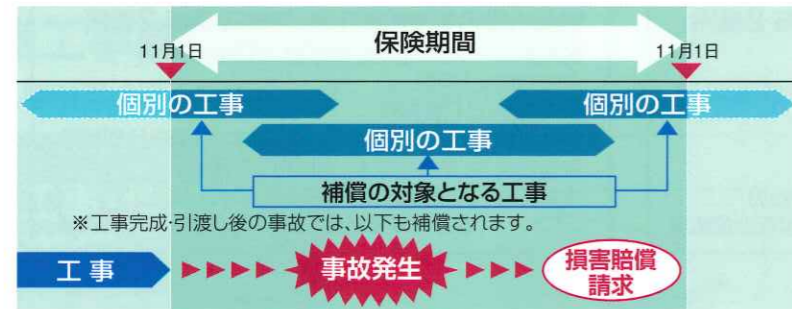 保険期間
11月1日
11月1日
個別の工事
個別の工事
個別の工事
補償の対象となる工事
※工事完成・引渡し後の事故では、以下も補償されます。
工事
事故発生
損害賠償
請求